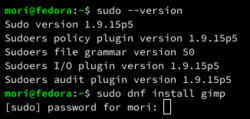 mori@fedora:~$ sudo --version
Sudo version 1.9.15p5
Sudoers policy plugin version 1.9.15p5
Sudoers file grammar version 50
Sudoers I/O plugin version 1.9.15p5
Sudoers audit plugin version 1.9.15p5
mori@fedora:~$ sudo dnf install gimp
[sudo] password for mori: